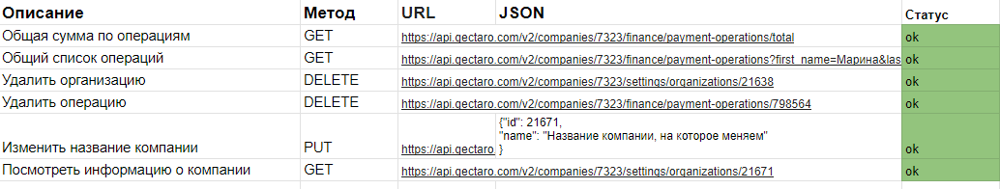 Описание Метод URL JSON Статус
Общая сумма по операциям GET https://api.gectaro.com/v2/companies/7323/finance/payment-operations/total ok
Общий список операций GET https://api.gectaro.com/v2/companies/7323/finance/payment-operations?first_name=Марина&las ok
Удалить организацию DELETE https://api.gectaro.com/v2/companies/7323/settings/organizations/21638 ok
Удалить операцию DELETE https://api.gectaro.com/v2/companies/7323/finance/payment-operations/798564 ok
{"id": 21671,
"name": "Название компании, на которое меняем"
Изменить название компании PUT https://api.gectaro. } ok
Посмотреть информацию о компании GET https://api.gectaro.com/v2/companies/7323/settings/organizations/21671 ok